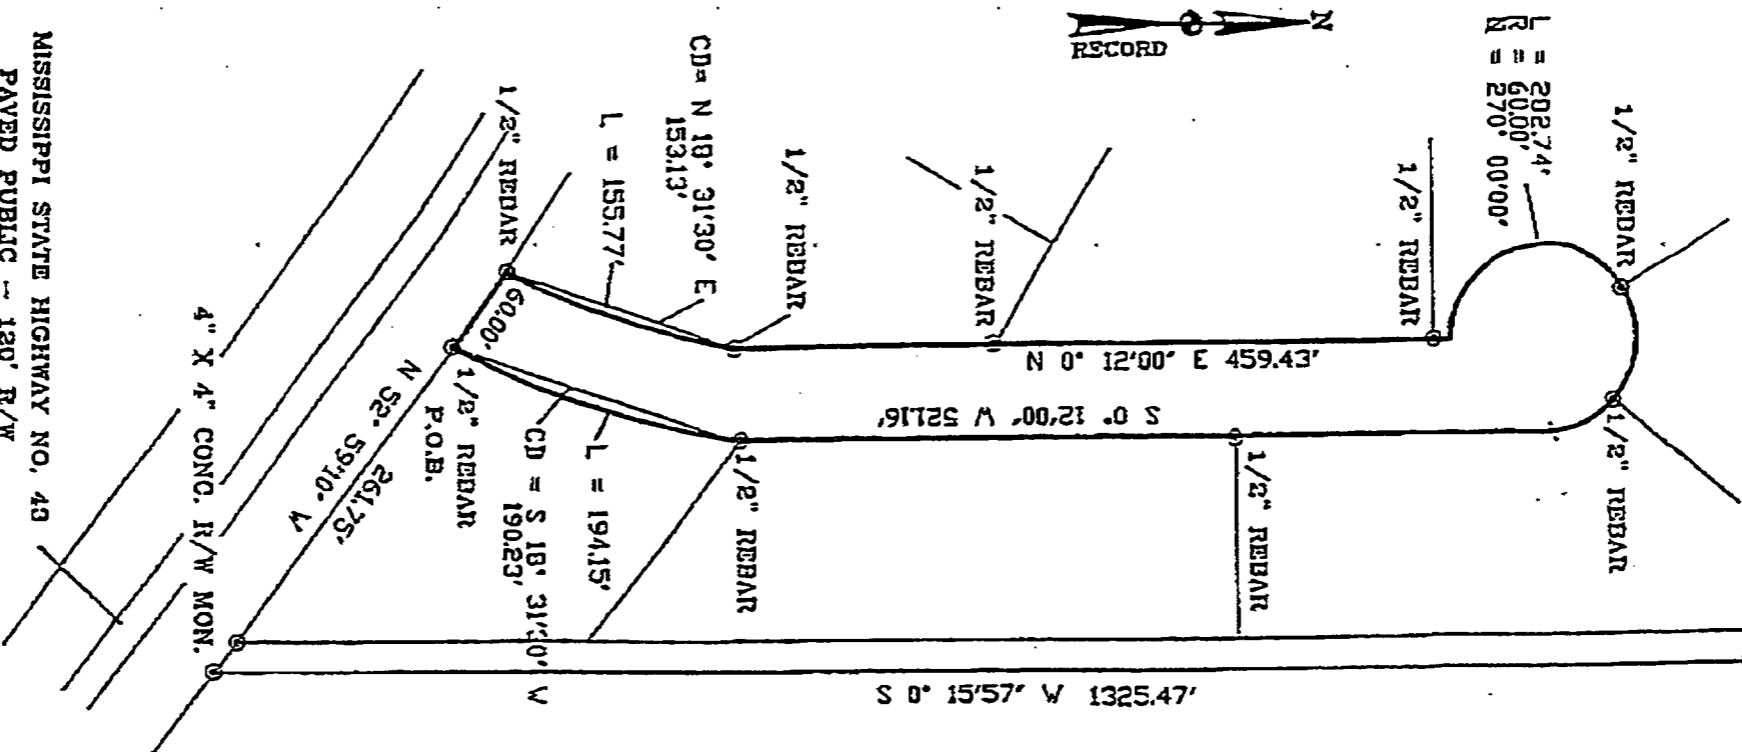 MISSISSIPPI STATE HIGHWAY NO. 43
PAVED PUBLIC - 120' R/W
4" X 4" CONC. R/W MON.
1/2" REBAR
L = 155.77'
CD= N 18° 31'30" E
153.13'
1/2" REBAR
1/2" REBAR
RECORD
N
1/2" REBAR
L = 202.74'
R = 60.00'
= 270° 00'00"
1/2" REBAR
60.00'
N 0° 12'00" E 459.43'
S 0° 12'00" W 521.16'
1/2" REBAR
P.O.B.
N 52° 59'10" W
261.75'
L = 194.15'
CD = S 18° 31'30" W
190.23'
1/2" REBAR
1/2" REBAR
1/2" REBAR
S 0° 15'57" W 1325.47'